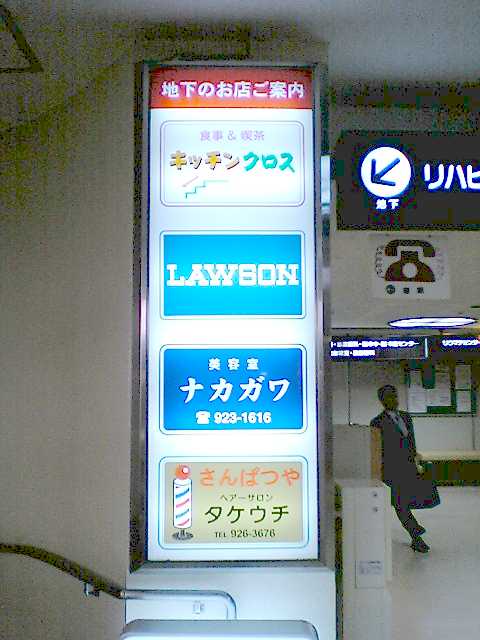 地下のお店ご案内
食事 & 喫茶
キッチンクロス
LAWSON
美容室
ナカガワ
☎ 923-1616
さんぱつや
ヘアーサロン
タケウチ
TEL 926-3676
地下
リハビ